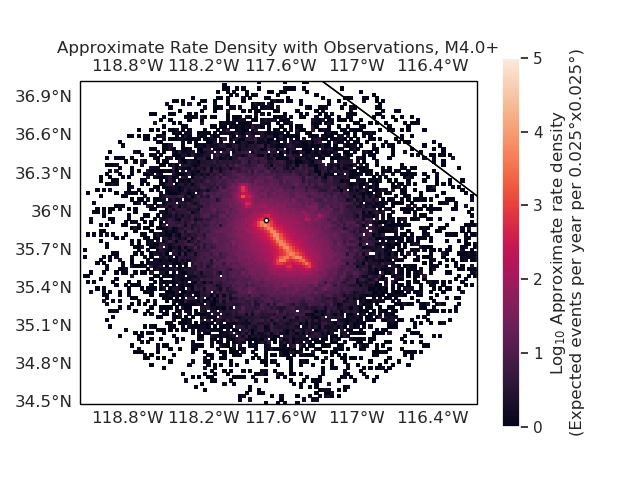 Approximate Rate Density with Observations, M4.0+
118.8°W 118.2°W 117.6°W 117°W 116.4°W
36.9°N
36.6°N
36.3°N
36°N
35.7°N
35.4°N
35.1°N
34.8°N
34.5°N
118.8°W 118.2°W 117.6°W 117°W 116.4°W
5
4
3
2
1
0
Log10 Approximate rate density
(Expected events per year per 0.025°x0.025°)